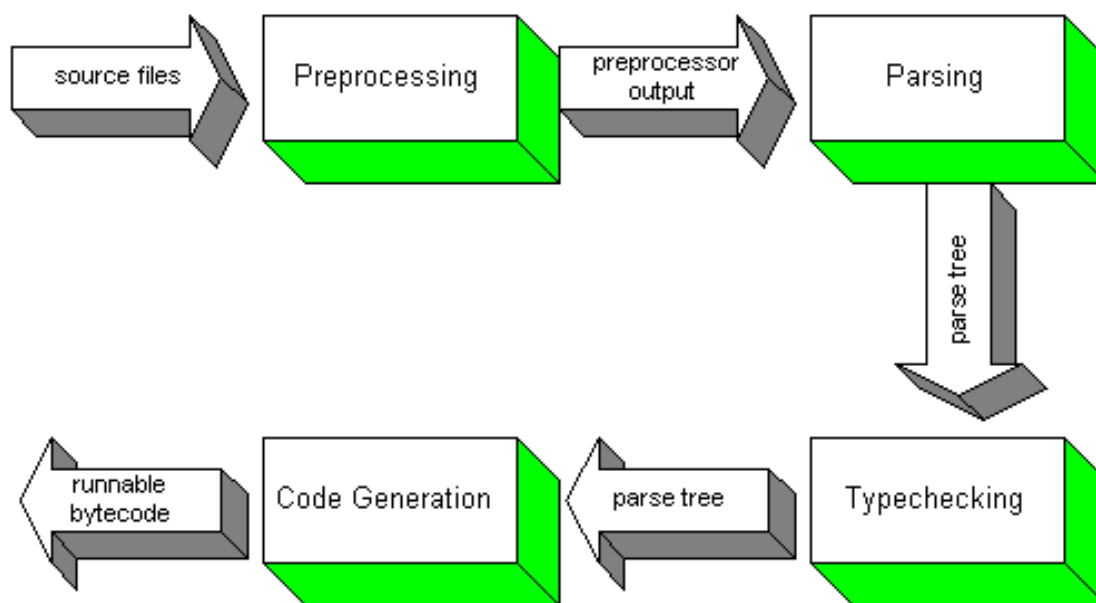 source files
Preprocessing
preprocessor
output
Parsing
parse tree
Typechecking
parse tree
Code Generation
runnable
bytecode